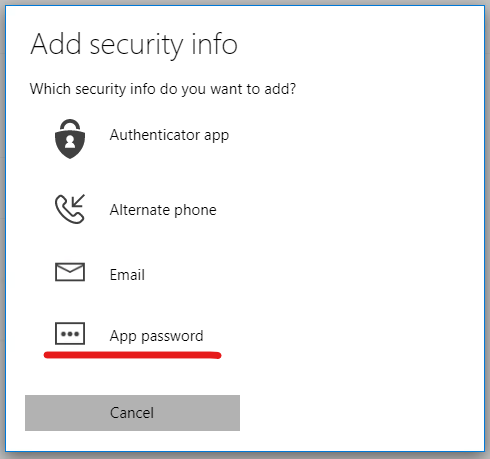 Add security info
Which security info do you want to add?
Authenticator app
Alternate phone
Email
App password
Cancel